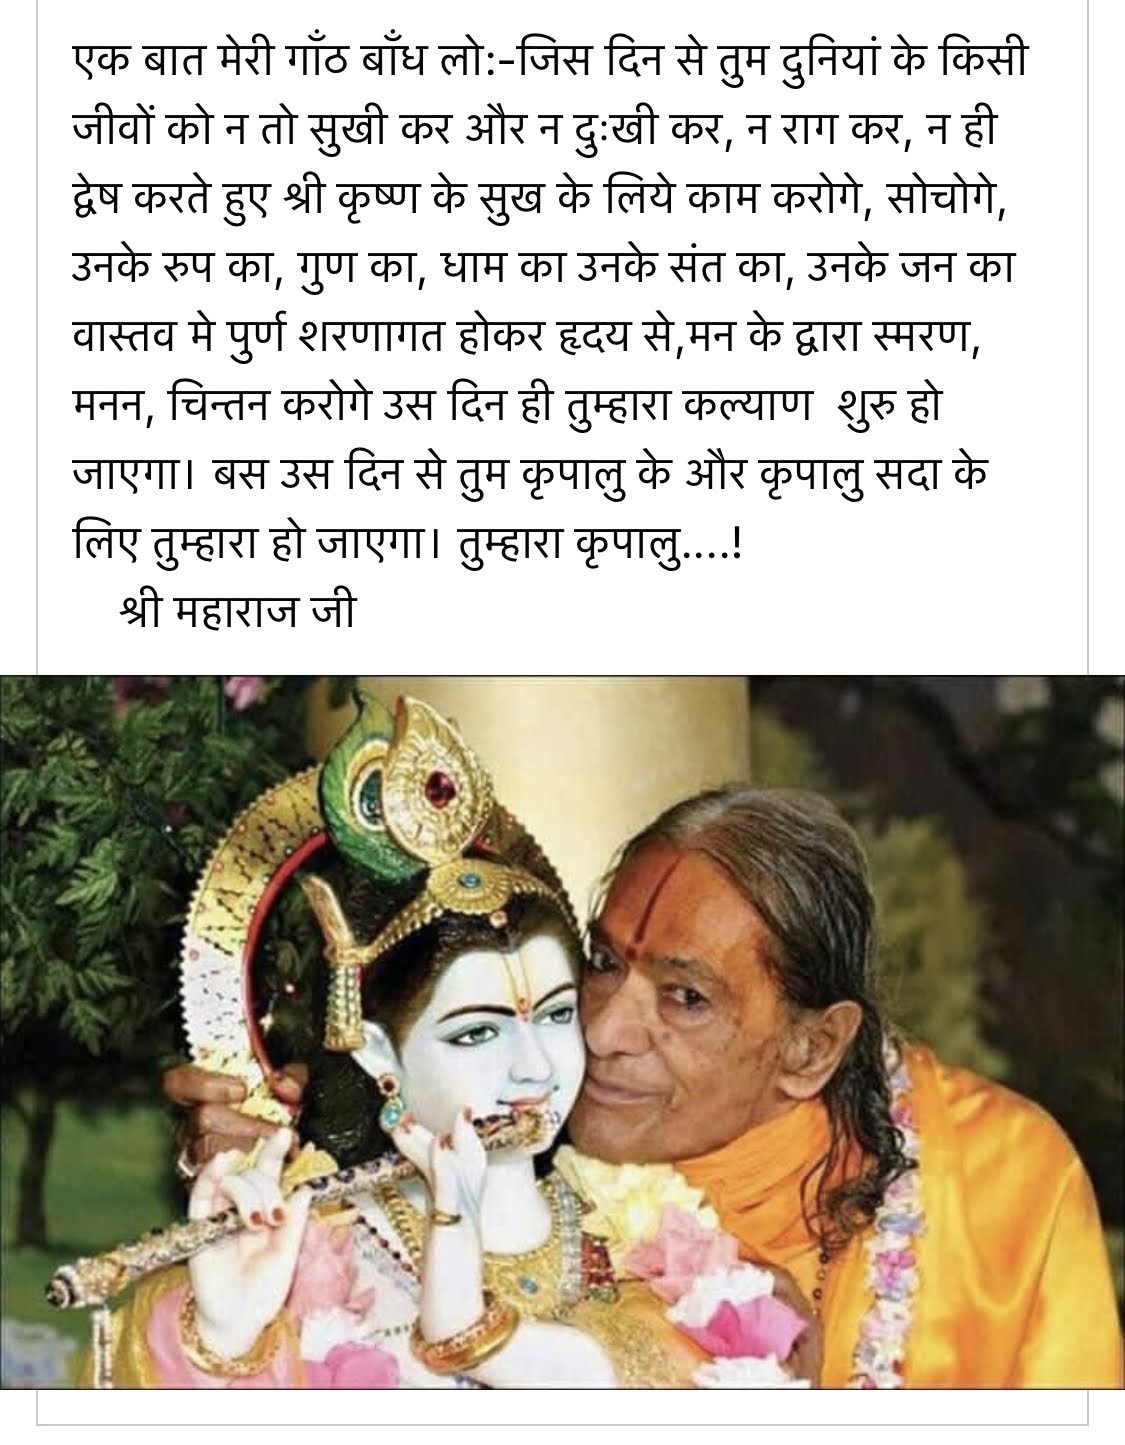 एक बात मेरी गाँठ बाँध लो:-जिस दिन से तुम दुनियां के किसी
जीवों को न तो सुखी कर और न दुःखी कर, न राग कर, न ही
द्वेष करते हुए श्री कृष्ण के सुख के लिये काम करोगे, सोचोगे,
उनके रुप का, गुण का, धाम का उनके संत का, उनके जन का
वास्तव मे पुर्ण शरणागत होकर हृदय से,मन के द्वारा स्मरण,
मनन, चिन्तन करोगे उस दिन ही तुम्हारा कल्याण  शुरु हो
जाएगा। बस उस दिन से तुम कृपालु के और कृपालु सदा के
लिए तुम्हारा हो जाएगा। तुम्हारा कृपालु....!
श्री महाराज जी